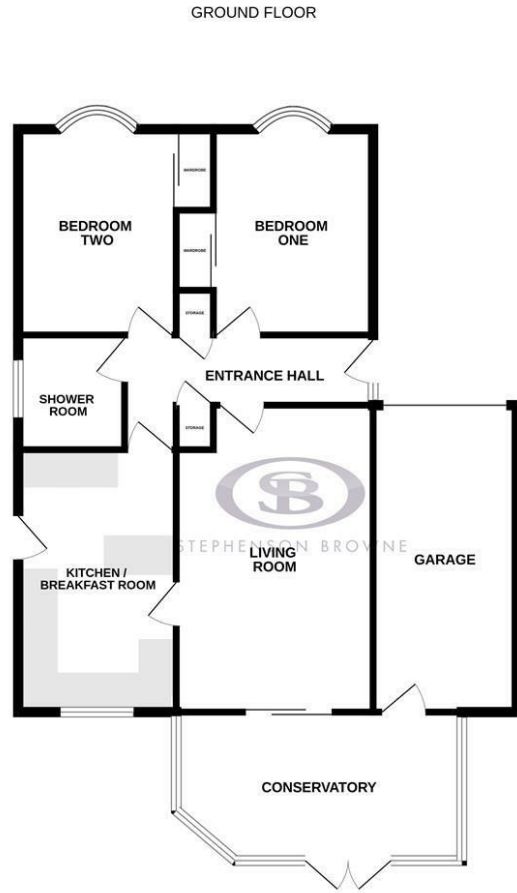 GROUND FLOOR
WARDROBE
BEDROOM
TWO
BEDROOM
ONE
WARDROBE
STORAGE
ENTRANCE HALL
SHOWER
ROOM
STORAGE
SB
STEPHENSON BROWNE
LIVING
ROOM
GARAGE
KITCHEN /
BREAKFAST ROOM
CONSERVATORY